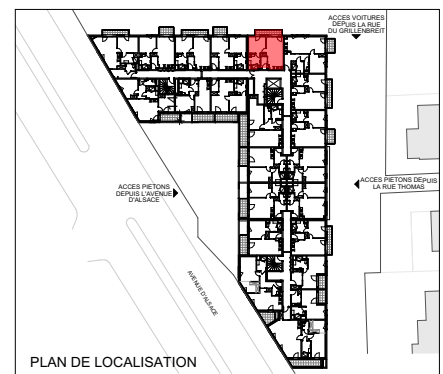 ACCES VOITURES
DEPUIS LA RUE
DU GRILLENBREIT
ACCES PIETONS
DEPUIS L'AVENUE
D'ALSACE
ACCES PIETONS DEPUIS
LA RUE THOMAS
AVENUE D'ALSACE
PLAN DE LOCALISATION